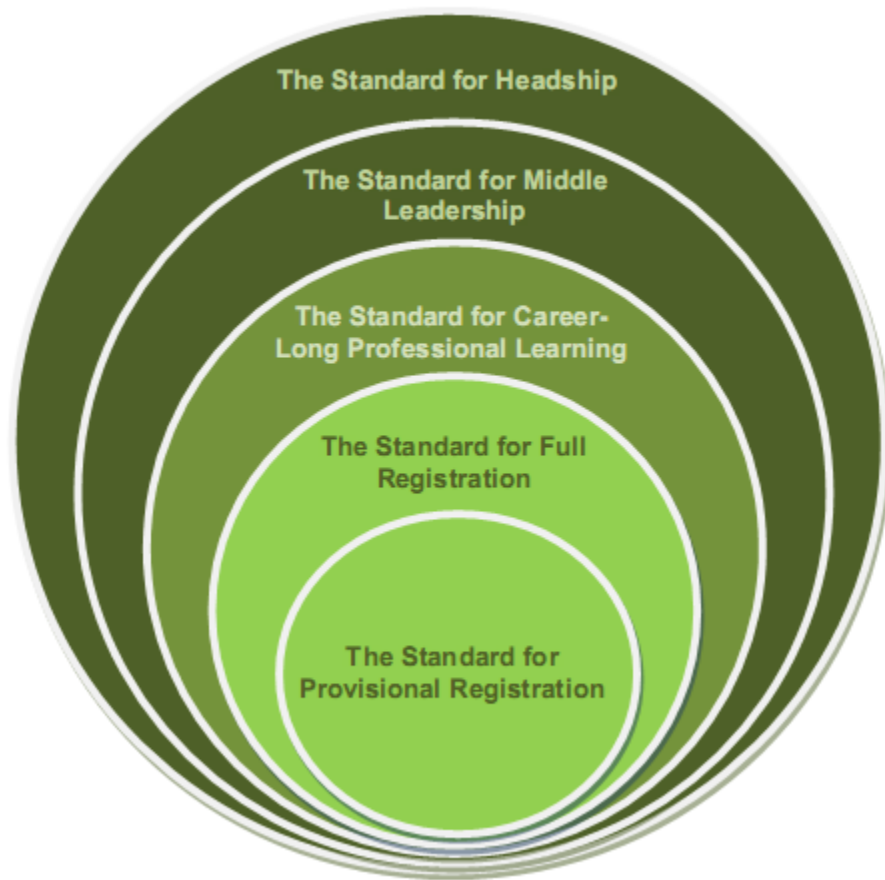 The Standard for Headship
The Standard for Middle
Leadership
The Standard for Career-
Long Professional Learning
The Standard for Full
Registration
The Standard for
Provisional Registration